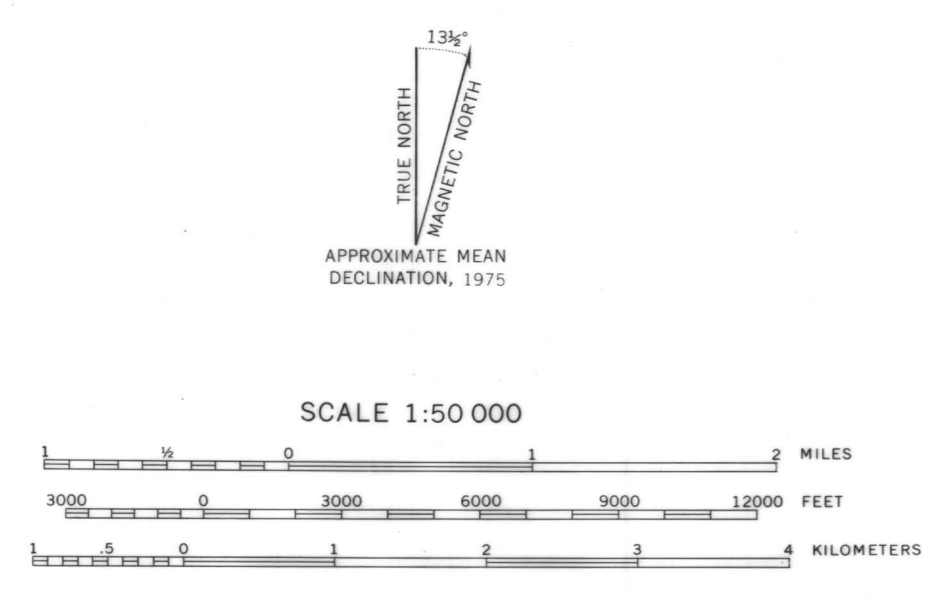 13½°
TRUE NORTH
MAGNETIC NORTH
APPROXIMATE MEAN
DECLINATION, 1975
SCALE 1:50 000
1 ½ 0 1 2 MILES
3000 0 3000 6000 9000 12000 FEET
1 .5 0 1 2 3 4 KILOMETERS